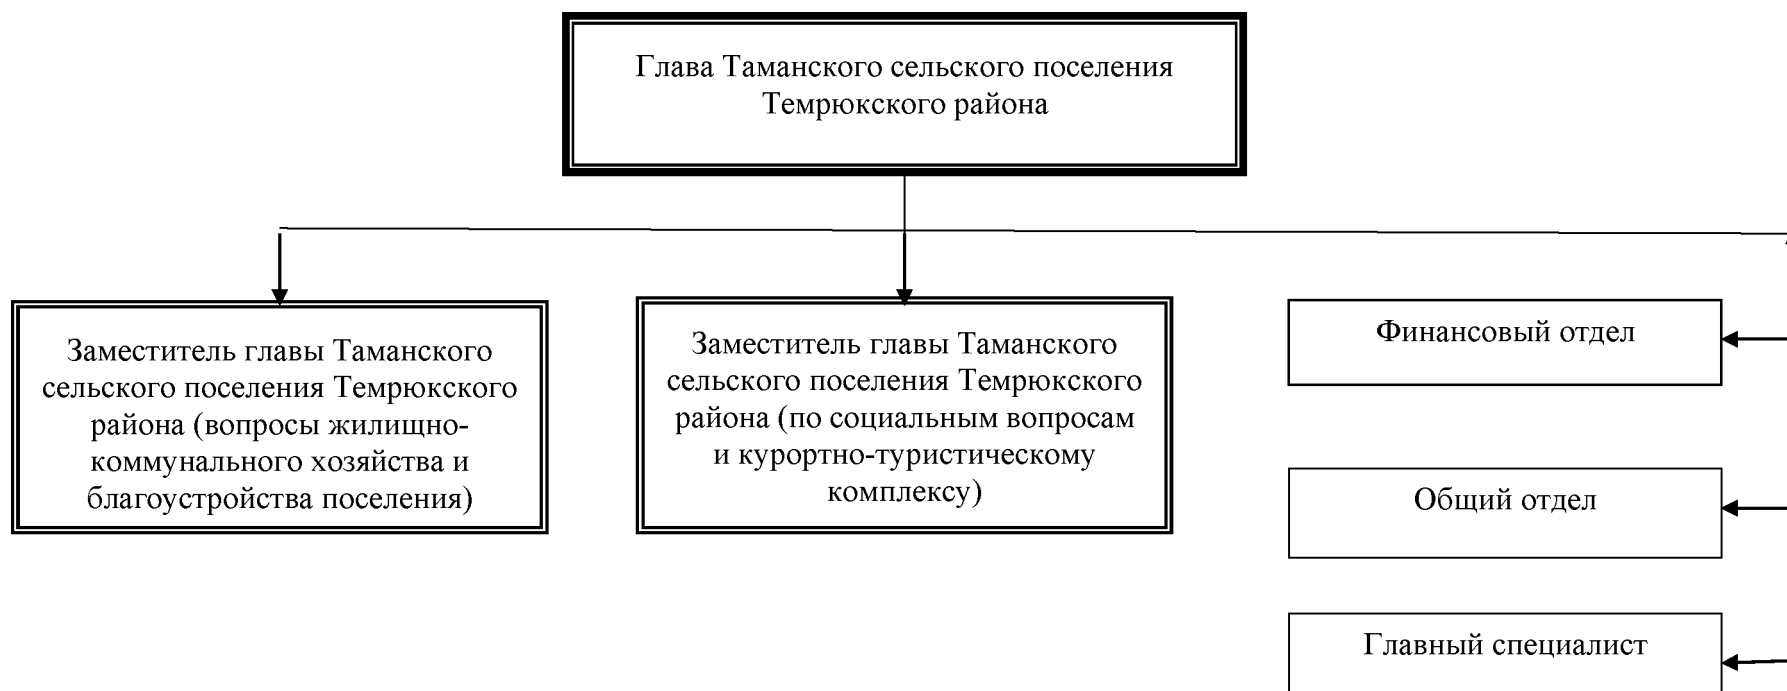 Глава Таманского сельского поселения
Темрюкского района
Заместитель главы Таманского
сельского поселения Темрюкского
района (вопросы жилищно-
коммунального хозяйства и
благоустройства поселения)
Заместитель главы Таманского
сельского поселения Темрюкского
района (по социальным вопросам
и курортно-туристическому
комплексу)
Финансовый отдел
Общий отдел
Главный специалист